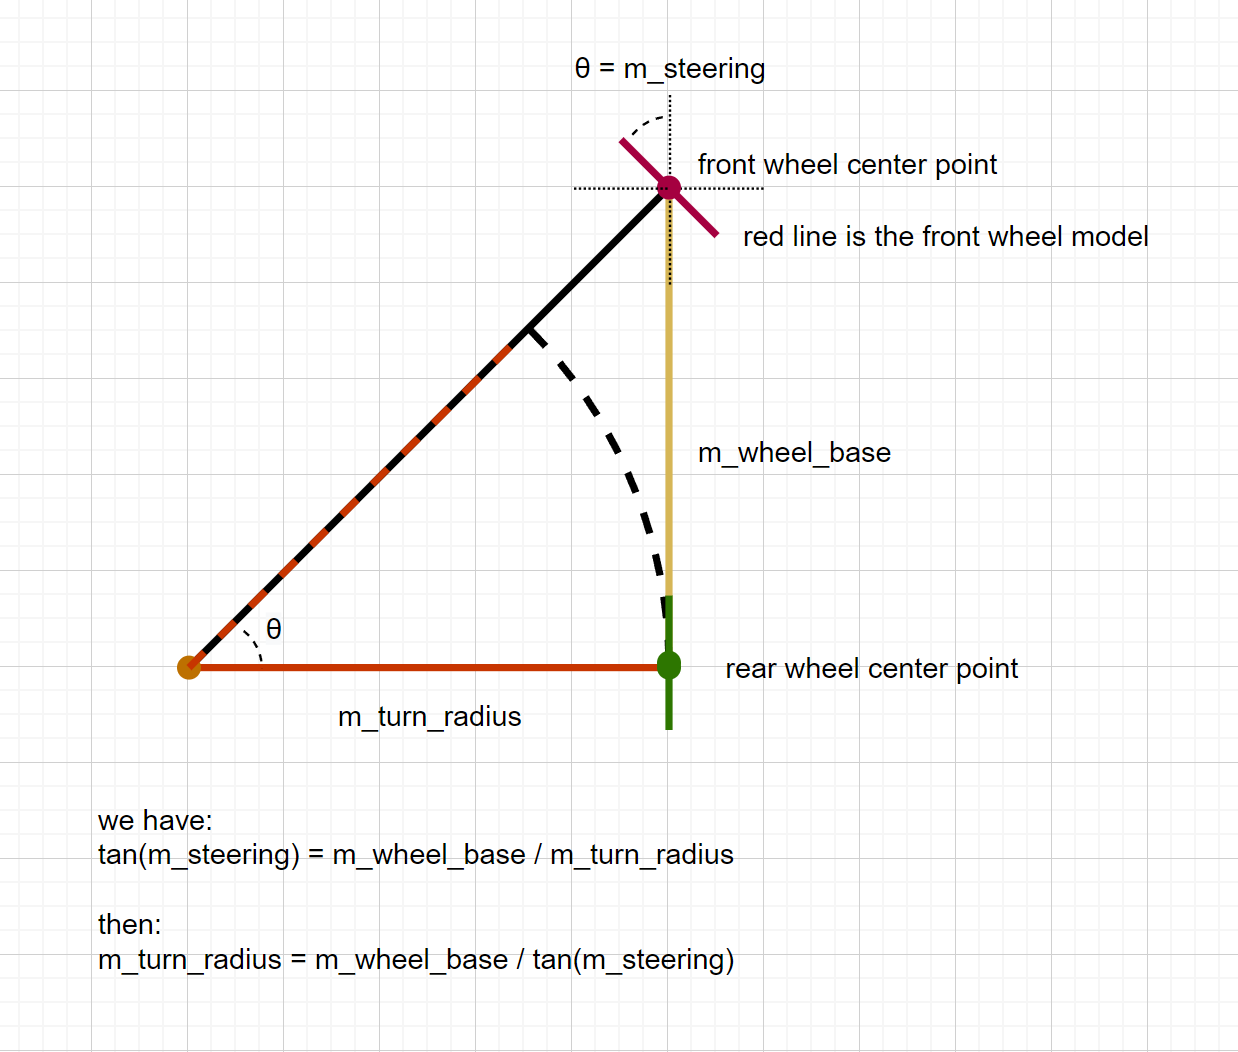 θ = m_steering
front wheel center point
red line is the front wheel model
m_wheel_base
θ
rear wheel center point
m_turn_radius
we have:
tan(m_steering) = m_wheel_base / m_turn_radius
then:
m_turn_radius = m_wheel_base / tan(m_steering)